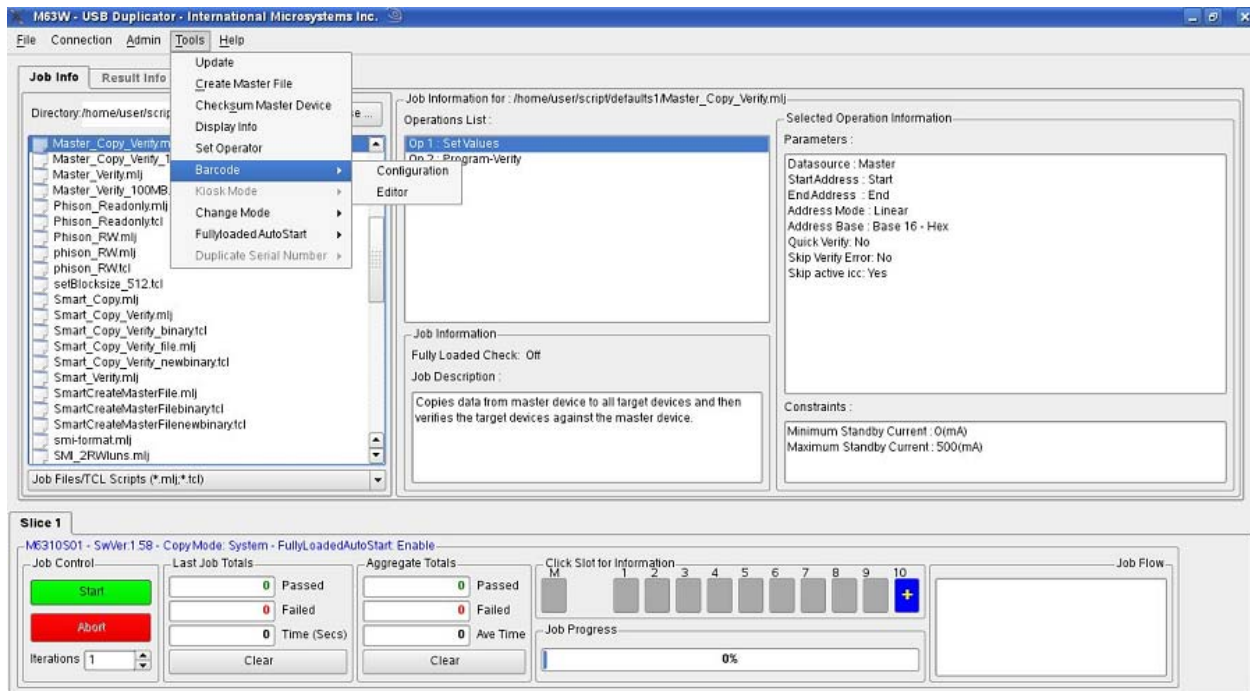 M63W - USB Duplicator - International Microsystems Inc.
File Connection Admin Tools Help
Update
Create Master File
Checksum Master Device
Display Info
Set Operator
Barcode
Kiosk Mode
Change Mode
Fullyloaded AutoStart
Duplicate Serial Number
Configuration
Editor
Job Info Result Info
Directory:/home/user/scrip
Master_Copy_Verify.m
Master_Copy_Verify_1
Master_Verify.mlj
Master_Verify_100MB.
Phison_Readonly.mlj
Phison_Readonly.tcl
Phison_RW.mlj
phison_RW.mlj
phison_RW.tcl
setBlocksize_512.tcl
Smart_Copy.mlj
Smart_Copy_Verify.mlj
Smart_Copy_Verify_binary.tcl
Smart_Copy_Verify_file.mlj
Smart_Copy_Verify_newbinary.tcl
Smart_Verify.mlj
SmartCreateMasterFile.mlj
SmartCreateMasterFilebinary.tcl
SmartCreateMasterFilenewbinary.tcl
smi-format.mlj
SMI_2RWluns.mlj
Job Files/TCL Scripts (*.mlj;*.tcl)
Job Information for : /home/user/script/defaults1/Master_Copy_Verify.mlj
Operations List :
Op 1 : SetValues
Op 2 : Program-Verify
Job Information
Fully Loaded Check: Off
Job Description :
Copies data from master device to all target devices and then
verifies the target devices against the master device.
Selected Operation Information
Parameters :
Datasource : Master
StartAddress : Start
EndAddress : End
Address Mode : Linear
Address Base : Base 16 - Hex
Quick Verify: No
Skip Verify Error: No
Skip active icc: Yes
Constraints :
Minimum Standby Current : 0(mA)
Maximum Standby Current : 500(mA)
Slice 1
M6310S01 - SwVer:1.58 - CopyMode: System - FullyLoadedAutoStart: Enable
Job Control
Start
Abort
Iterations 1
Last Job Totals
0 Passed
0 Failed
0 Time (Secs)
Clear
Aggregate Totals
0 Passed
0 Failed
0 Ave Time
Clear
Click Slot for Information
M 1 2 3 4 5 6 7 8 9 10
+
Job Progress
0%
Job Flow